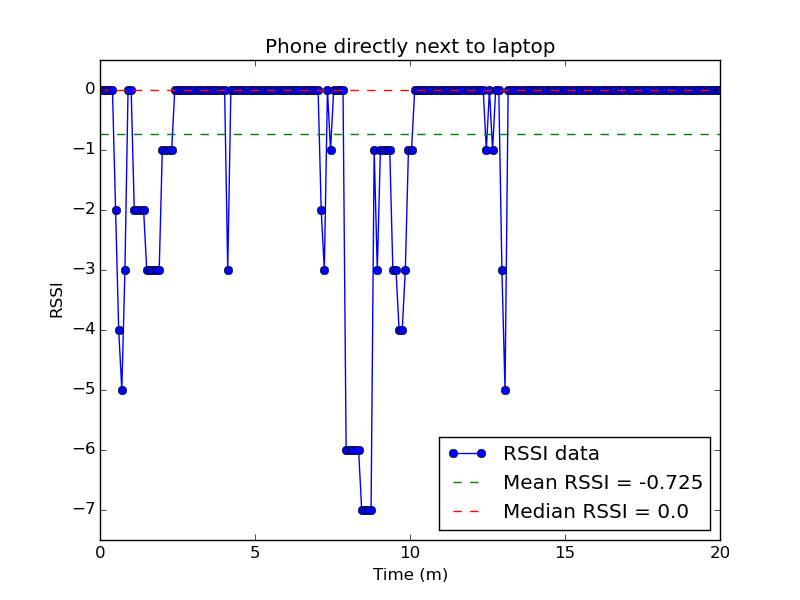 Phone directly next to laptop
0
−1
−2
−3
−4
−5
−6
−7
RSSI
RSSI data
Mean RSSI = -0.725
Median RSSI = 0.0
0 5 10 15 20
Time (m)